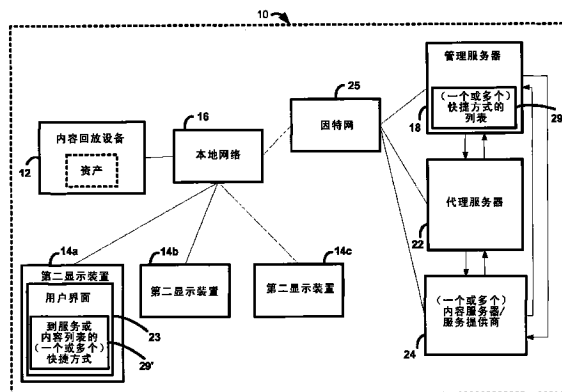 10
管理服务器
25
16
因特网
18
(一个或多个)
快捷方式的
列表
29
内容回放设备
本地网络
12
资产
代理服务器
22
14a
14b
14c
第二显示装置
用户界面
第二显示装置
第二显示装置
到服务或
内容列表的
(一个或多个)
快捷方式
23
29'
(一个或多个)
内容服务器/
服务提供商
24